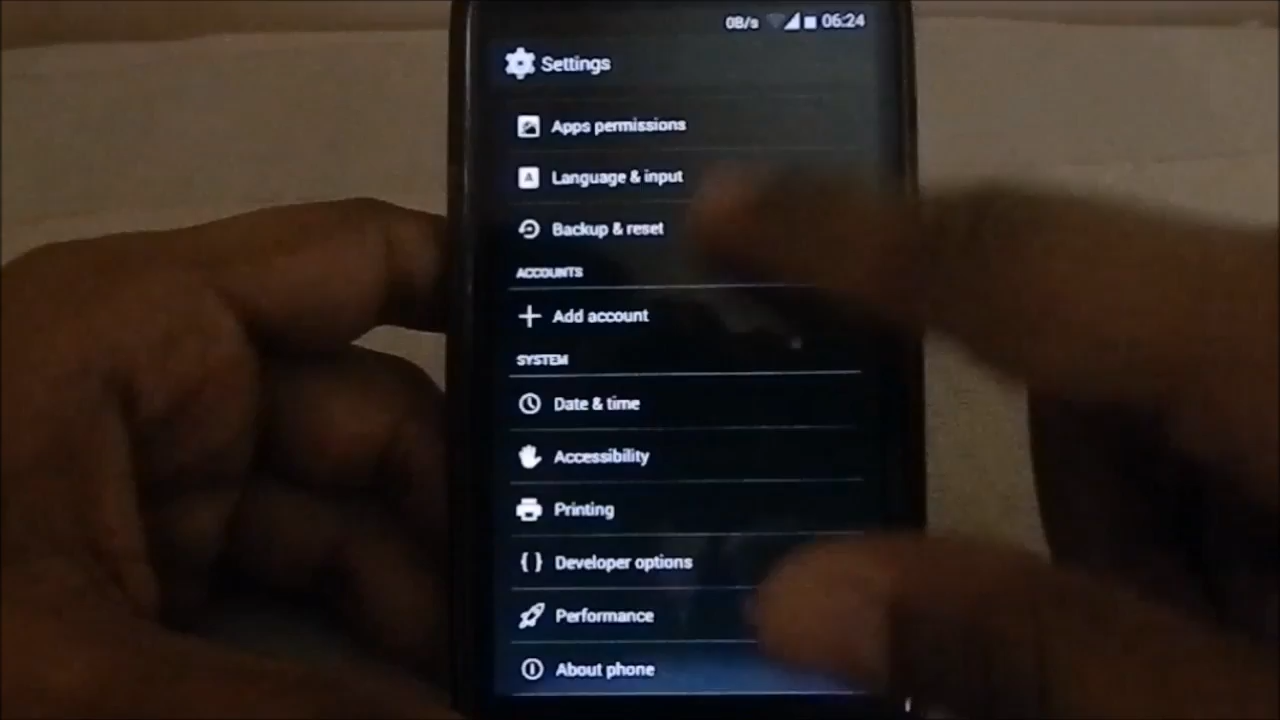 0B/s 06:24
Settings
Apps permissions
Language & input
Backup & reset
ACCOUNTS
Add account
SYSTEM
Date & time
Accessibility
Printing
Developer options
Performance
About phone